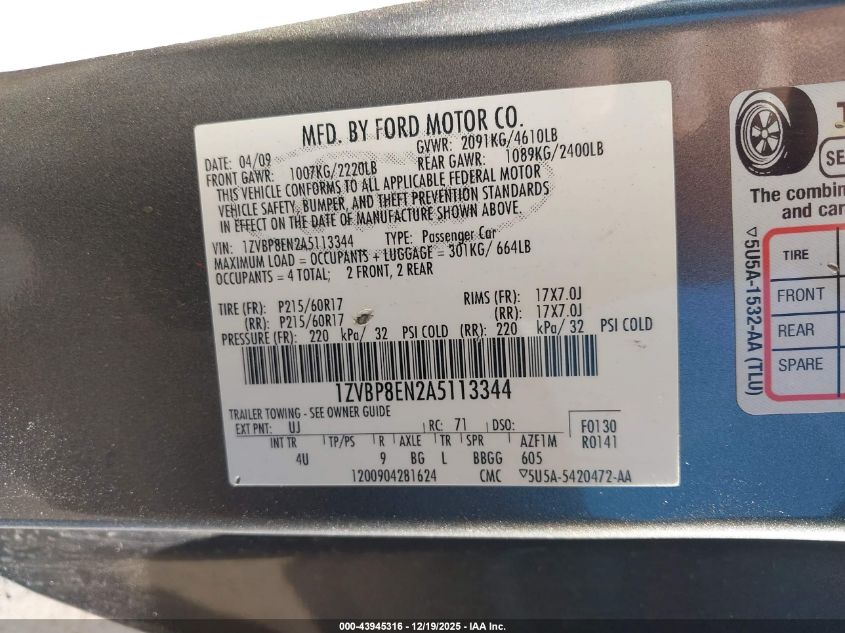 MFD. BY FORD MOTOR CO.
DATE: 04/09 GVWR: 2091KG/4610LB
FRONT GAWR: 1007KG/2220LB REAR GAWR: 1089KG/2400LB
THIS VEHICLE CONFORMS TO ALL APPLICABLE FEDERAL MOTOR
VEHICLE SAFETY, BUMPER, AND THEFT PREVENTION STANDARDS
IN EFFECT ON THE DATE OF MANUFACTURE SHOWN ABOVE.
VIN: 1ZVBP8EN2A5113344 TYPE: Passenger Car
MAXIMUM LOAD = OCCUPANTS + LUGGAGE = 301KG/ 664LB
OCCUPANTS = 4 TOTAL; 2 FRONT, 2 REAR
TIRE (FR): P215/60R17 RIMS (FR): 17X7.0J
(RR): P215/60R17 (RR): 17X7.0J
PRESSURE (FR): 220 kPa/ 32 PSI COLD (RR): 220 kPa/ 32 PSI COLD
1ZVBP8EN2A5113344
TRAILER TOWING - SEE OWNER GUIDE
EXT PNT: UJ RC: 71 DSO: F0130
INT TR TP/PS R AXLE TR SPR AZF1M R0141
4U 9 BG L BBGG 605
1200904281624 CMC ▽5U5A-5420472-AA
The combin
and car
TIRE
FRONT
REAR
SPARE
▽5U5A-1532-AA (TLU)
000-43945316 - 12/19/2025 - IAA Inc.